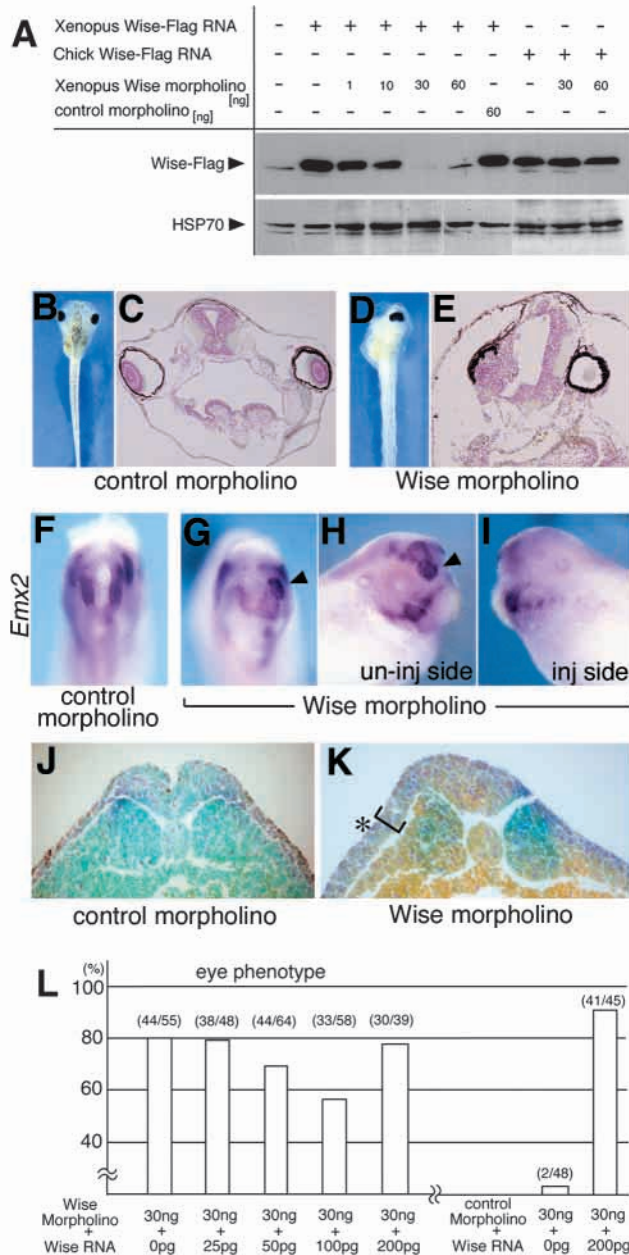 A
Xenopus Wise-Flag RNA - + + + + + + - - -
Chick Wise-Flag RNA - - - - - - - + + +
Xenopus Wise morpholino [ng] - - 1 10 30 60 - - 30 60
control morpholino [ng] - - - - - - 60 - - -
Wise-Flag
HSP70
B C D E
control morpholino Wise morpholino
Emx2
F G H I
un-inj side inj side
control morpholino
Wise morpholino
J K
*
control morpholino Wise morpholino
L
(%) eye phenotype
100
80
60
40
(44/55) (38/48) (44/64) (33/58) (30/39) (2/48) (41/45)
Wise Morpholino + Wise RNA
30ng + 0pg
30ng + 25pg
30ng + 50pg
30ng + 100pg
30ng + 200pg
control Morpholino + Wise RNA
30ng + 0pg
30ng + 200pg